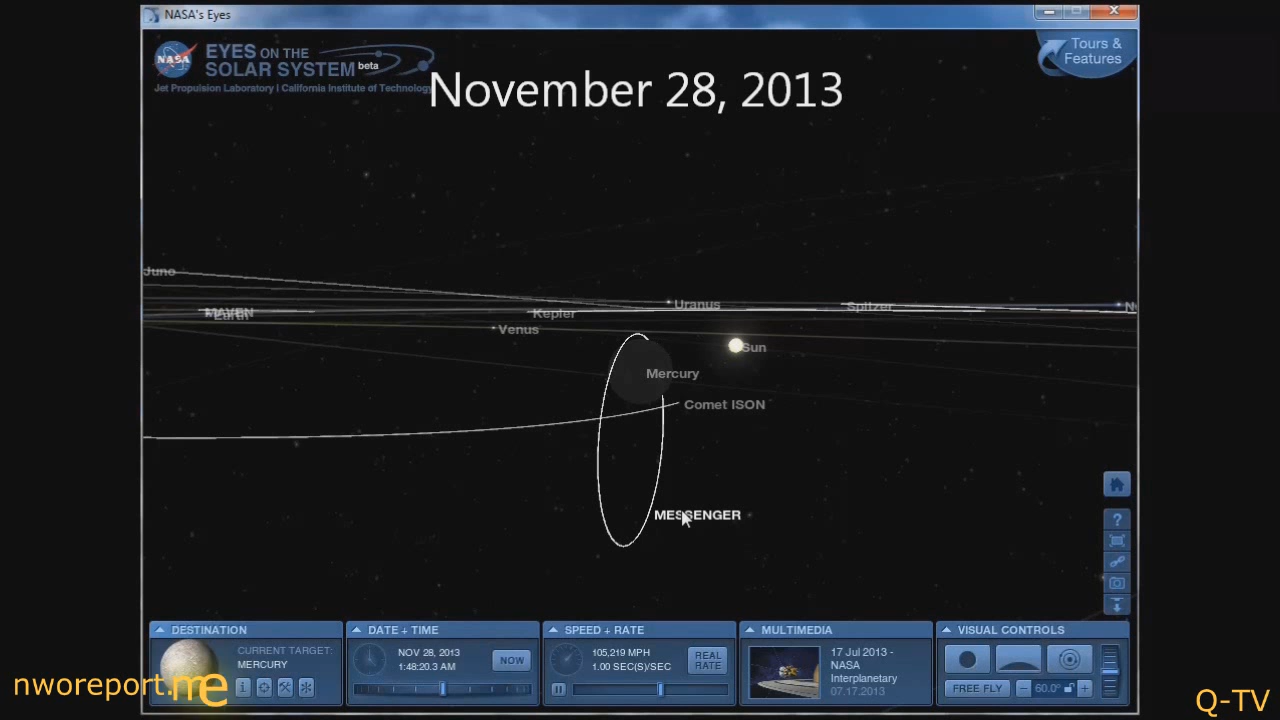 NASA's Eyes
NASA
EYES ON THE
SOLAR SYSTEM beta
Jet Propulsion Laboratory | California Institute of Technology
November 28, 2013
Tours &
Features
Juno
Uranus
Spitzer
MAVEN
Earth
Kepler
Venus
Sun
Mercury
Comet ISON
MESSENGER
?
DESTINATION
CURRENT TARGET:
MERCURY
DATE + TIME
NOV 28, 2013
1:48:20.3 AM
NOW
SPEED + RATE
105,219 MPH
1.00 SEC(S)/SEC
REAL
RATE
MULTIMEDIA
17 Jul 2013 -
NASA
Interplanetary
07.17.2013
VISUAL CONTROLS
FREE FLY
60.0°
nworeport.me
Q-TV